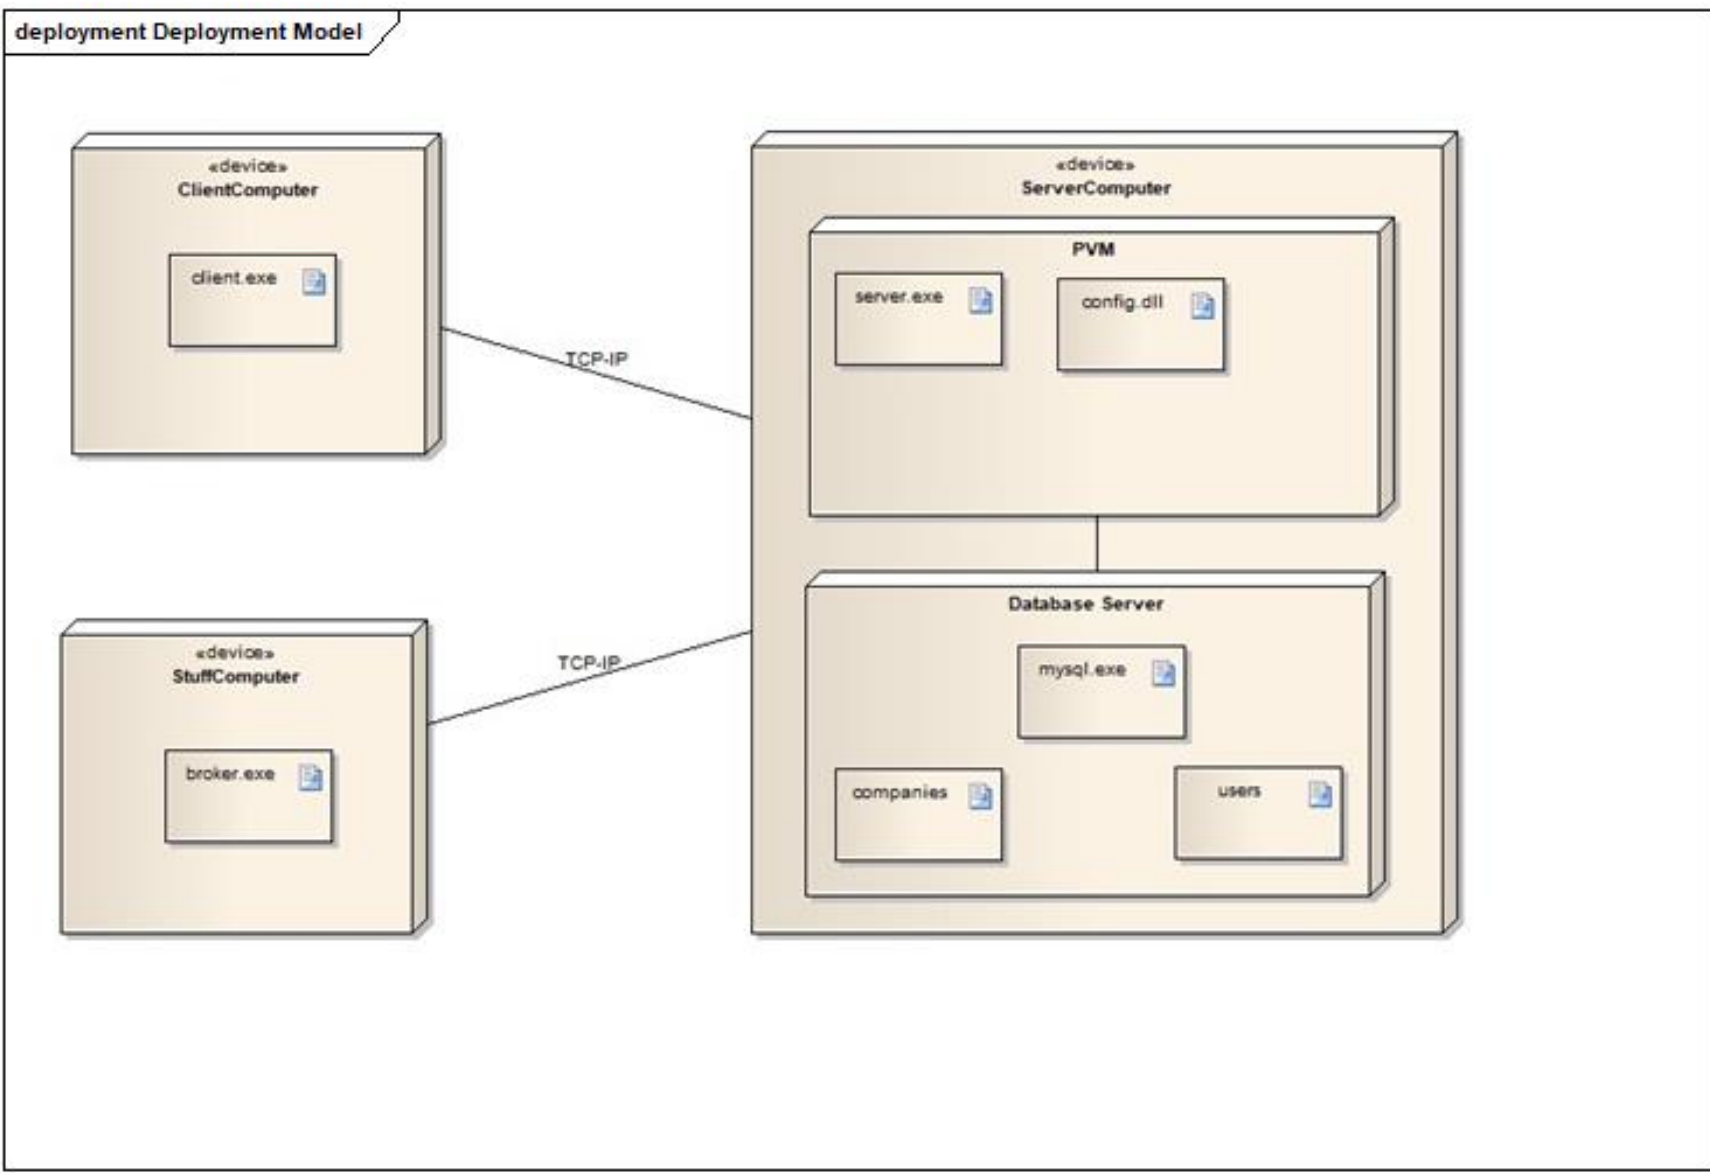 deployment Deployment Model
«device»
ClientComputer
client.exe
TCP-IP
«device»
StuffComputer
broker.exe
TCP-IP
«device»
ServerComputer
PVM
server.exe
config.dll
Database Server
mysql.exe
companies
users